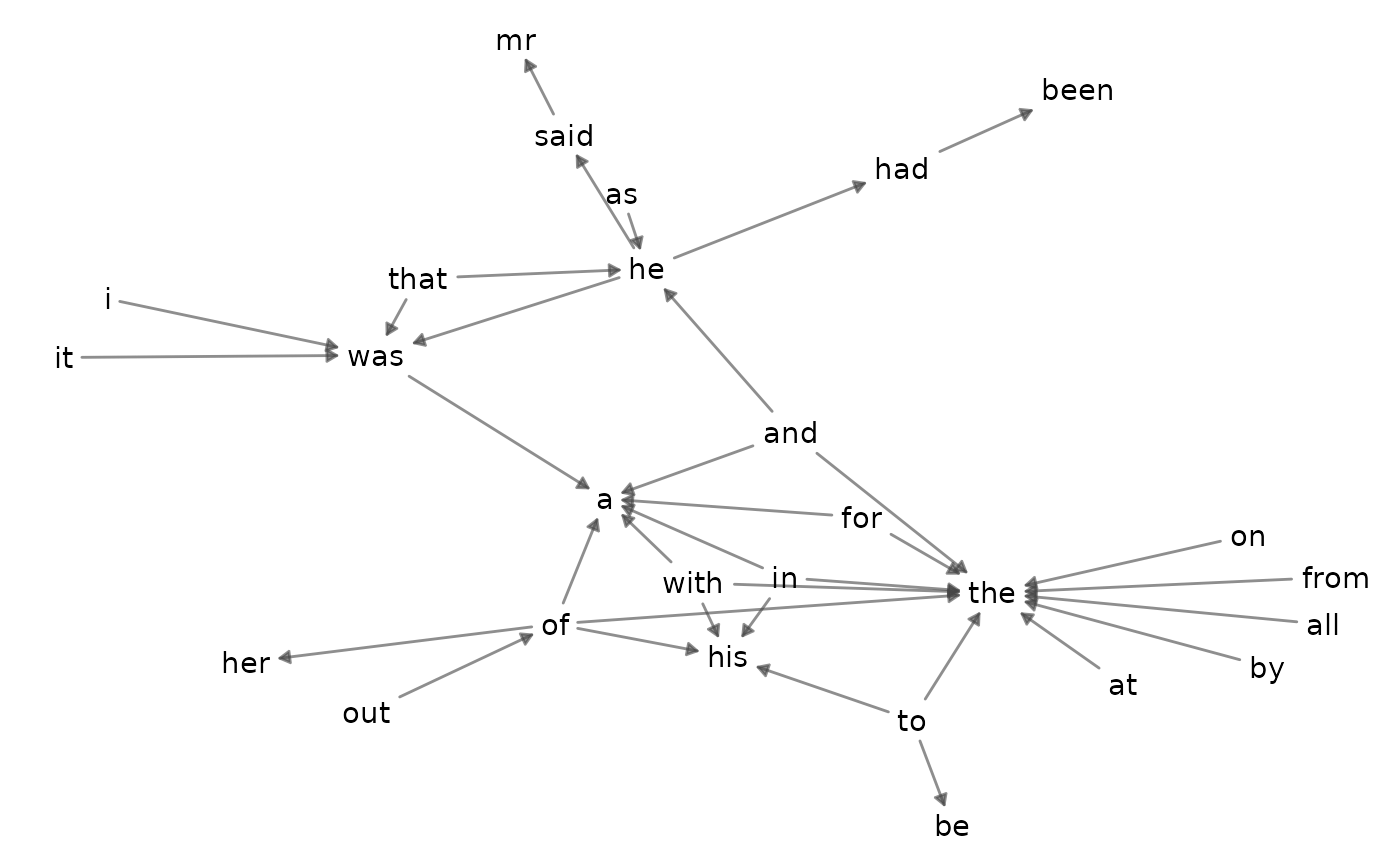 mr
been
said
had
as
he
that
i
was
it
and
a
for
on
in
from
with
the
of
all
his
her
by
at
out
to
be